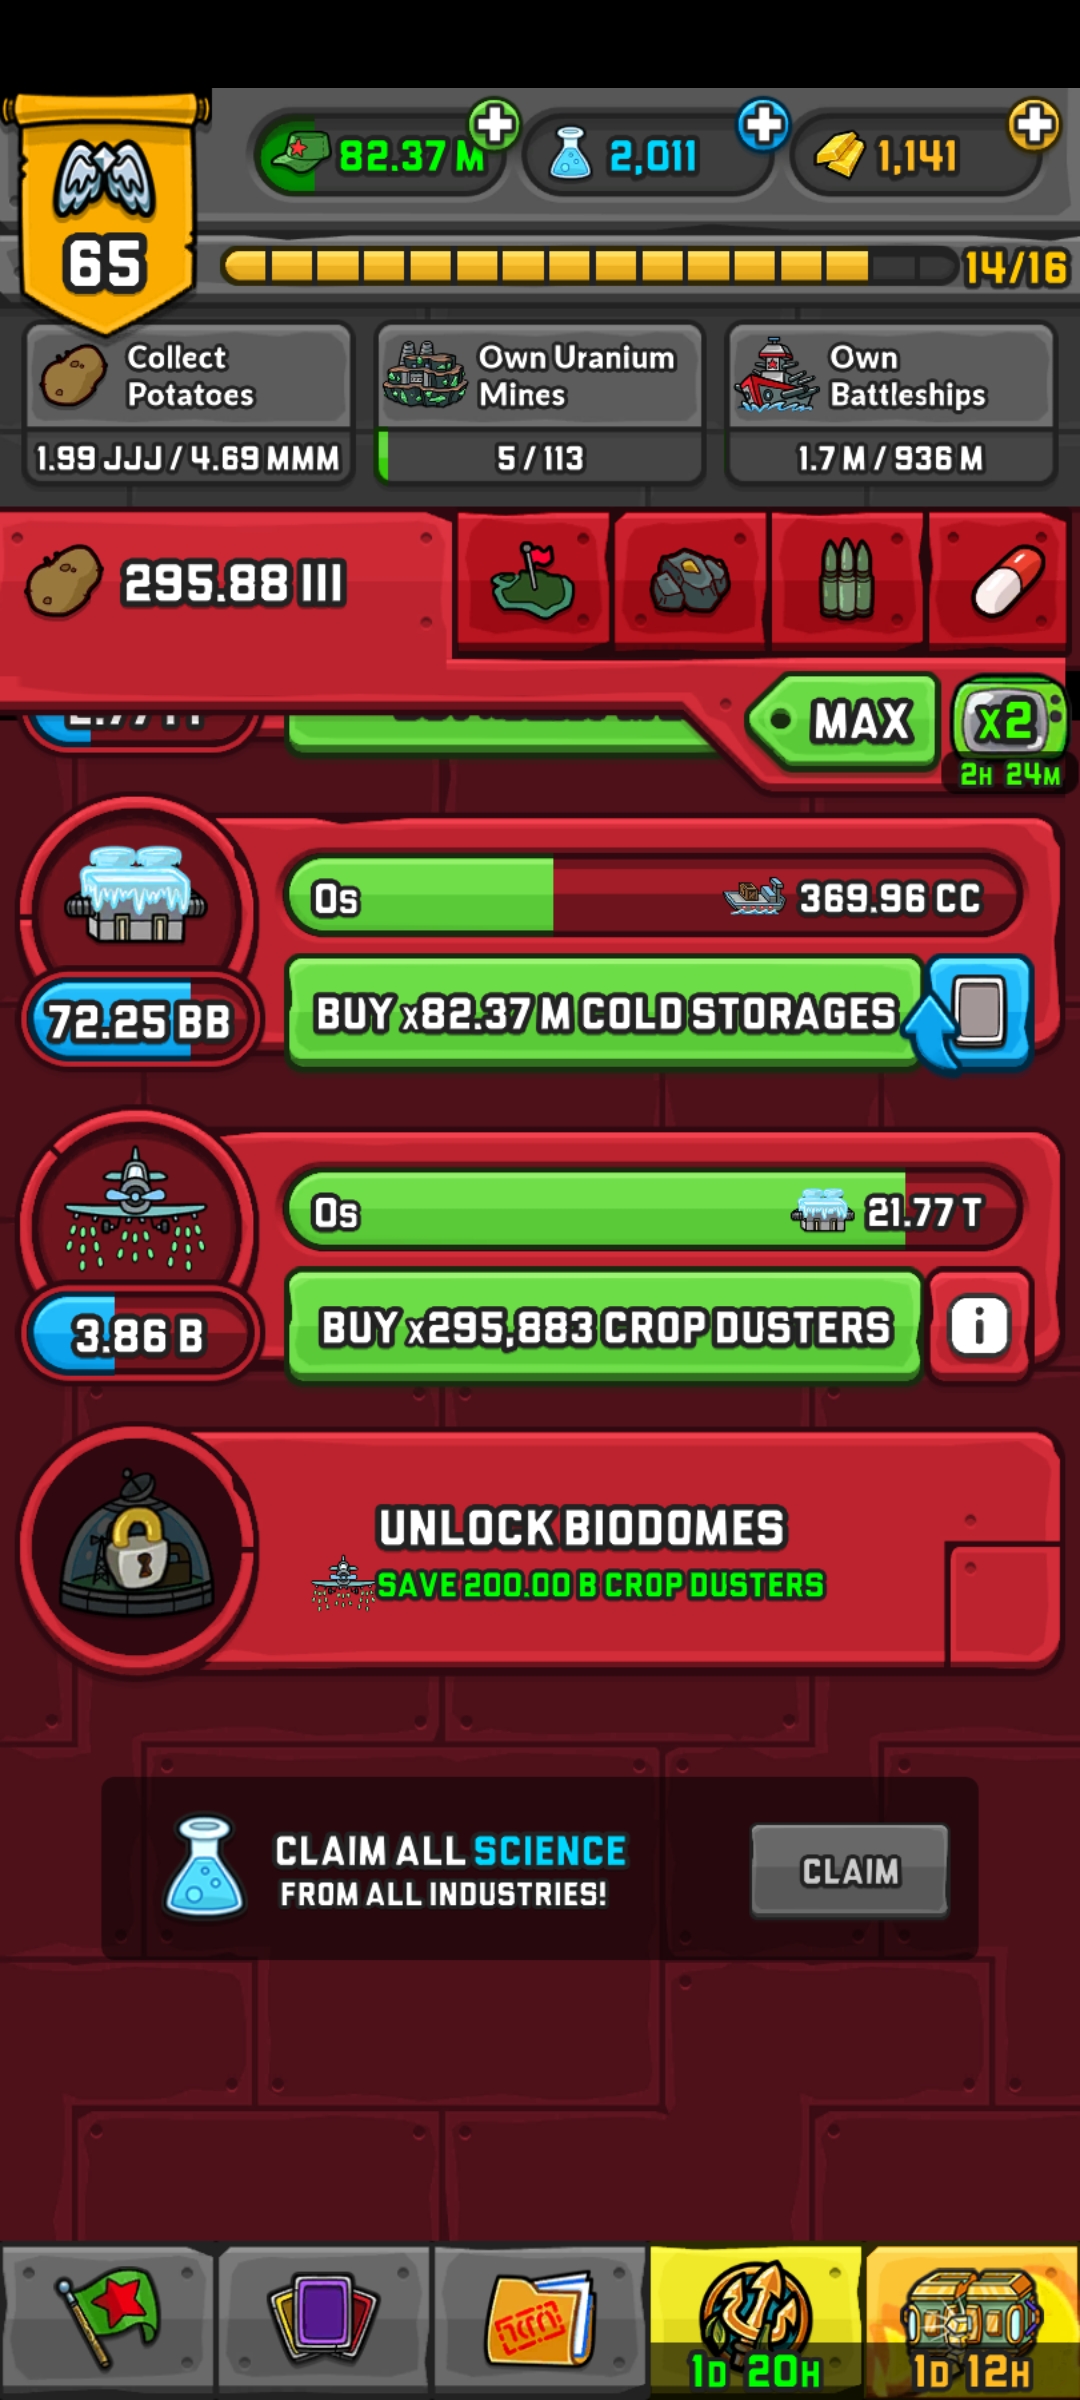 82.37 M
2,011
1,141
65
14/16
Collect
Potatoes
Own Uranium
Mines
Own
Battleships
1.99 JJJ / 4.69 MMM
5 / 113
1.7 M / 936 M
295.88 III
MAX
x2
2H 24M
0s
369.96 CC
72.25 BB
BUY x82.37 M COLD STORAGES
0s
21.77 T
3.86 B
BUY x295,883 CROP DUSTERS
i
UNLOCK BIODOMES
SAVE 200.00 B CROP DUSTERS
CLAIM ALL SCIENCE
FROM ALL INDUSTRIES!
CLAIM
1D 20H
1D 12H